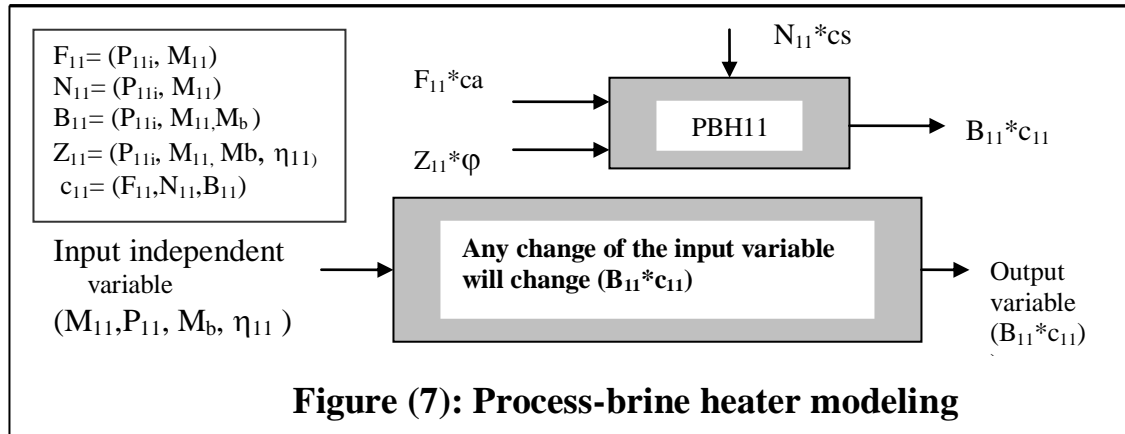 F₁₁= (P₁₁ᵢ, M₁₁)
N₁₁= (P₁₁ᵢ, M₁₁)
B₁₁= (P₁₁ᵢ, M₁₁,M_b )
Z₁₁= (P₁₁ᵢ, M₁₁, Mb, η₁₁₎
c₁₁= (F₁₁,N₁₁,B₁₁)
N₁₁*cs
F₁₁*ca
PBH11
B₁₁*c₁₁
Z₁₁*φ
Input independent
variable
(M₁₁,P₁₁, M_b, η₁₁ )
Any change of the input variable
will change (B₁₁*c₁₁)
Output
variable
(B₁₁*c₁₁)
Figure (7): Process-brine heater modeling